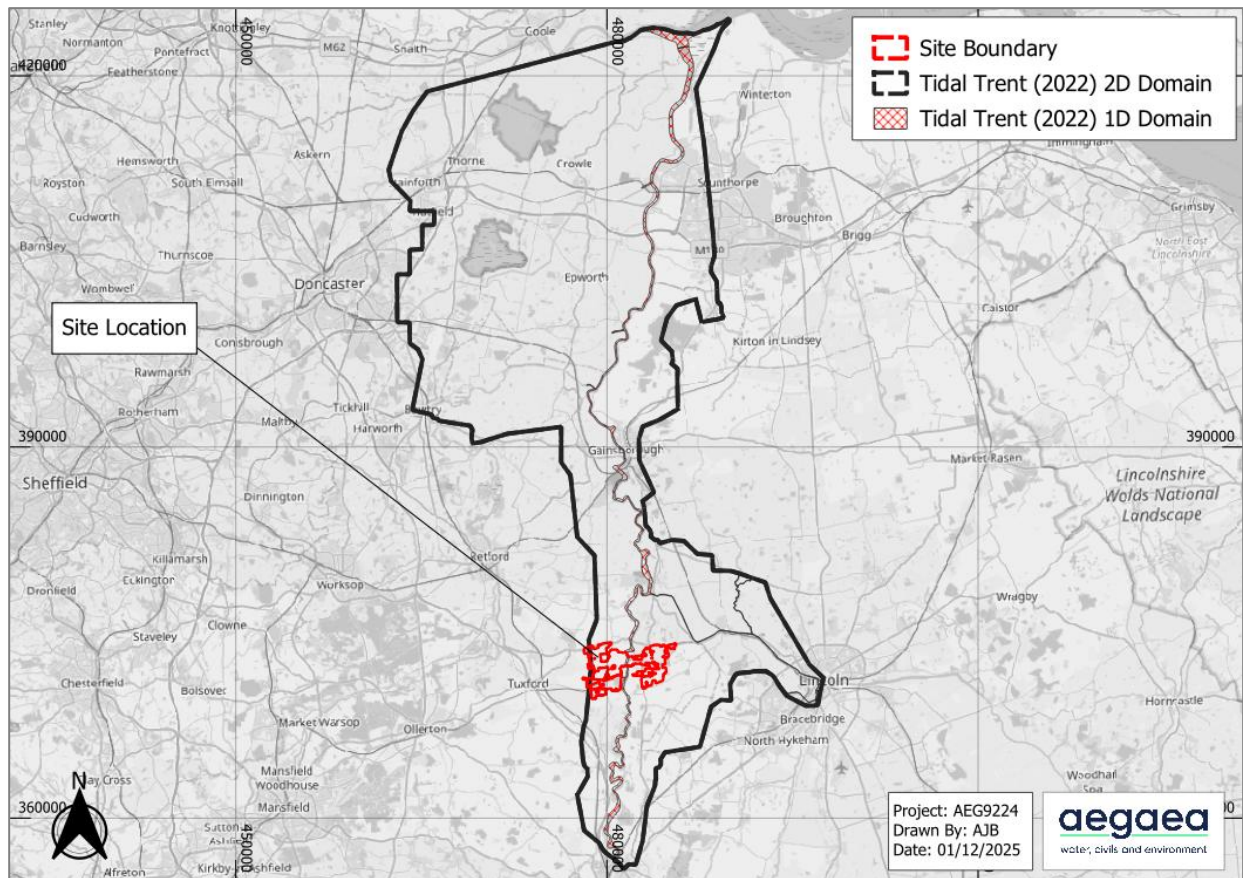 Site Boundary
Tidal Trent (2022) 2D Domain
Tidal Trent (2022) 1D Domain
Stanley
Normanton
Pontefract
M62
Snaith
Coole
450000
480000
420000
Featherstone
Winterton
Hemsworth
Askern
Thorne
Crowle
Immingham
Royston
South Elmsall
Broughton
Grimsby
Cudworth
Brigg
North East
Lincolnshire
Barnsley
Thurnscoe
Epworth
Wombwell
Doncaster
Caistor
Site Location
Conisbrough
Kirton in Lindsey
Rawmarsh
Rotherham
Tickhill
Maltby
Harworth
390000
390000
Gainsborough
Market Rasen
Sheffield
Dinnington
Lincolnshire
Wolds National
Landscape
Retford
Killamarsh
Eckington
Worksop
Dronfield
Clowne
Wragby
Staveley
Chesterfield
Bolsover
Tuxford
Lincoln
Horncastle
Market Warsop
Ollerton
Bracebridge
North Hykeham
Mansfield
Woodhouse
Mansfield
N
360000
450000
480000
Alfreton
Project: AEG9224
Drawn By: AJB
Date: 01/12/2025
aegaea
water, civils and environment